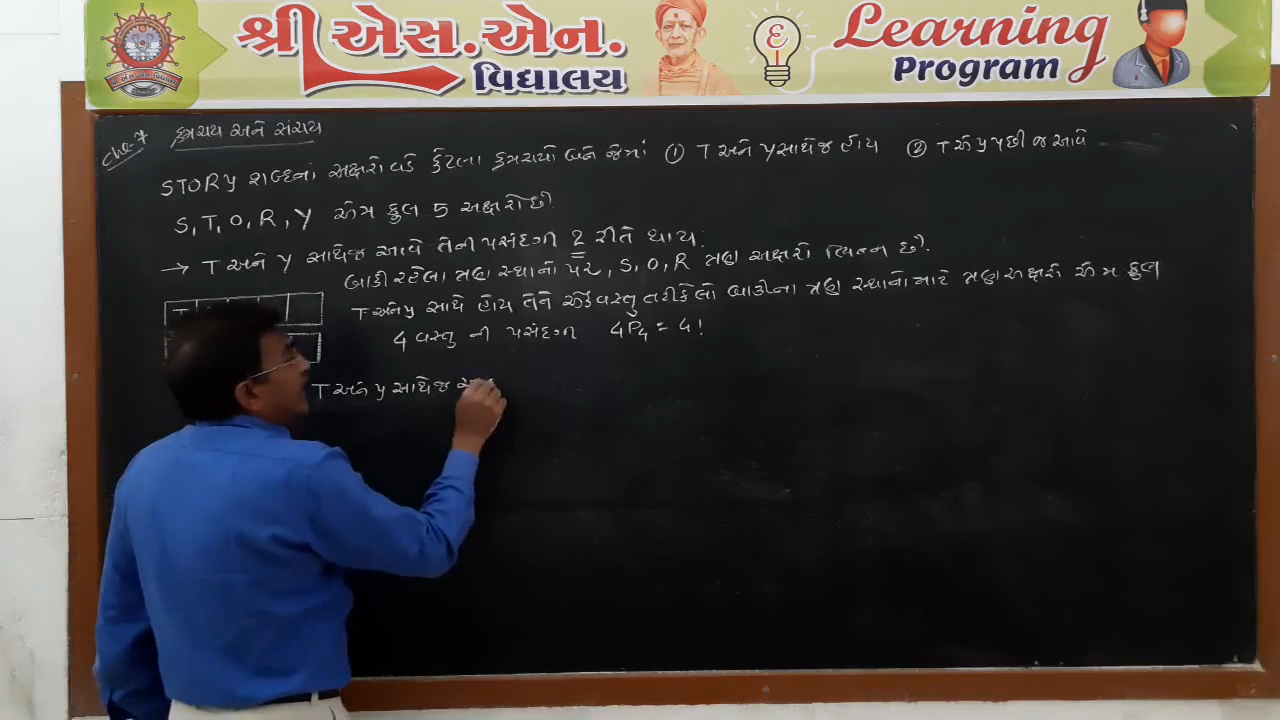 શ્રી એસ.એન.
વિદ્યાલય
Learning
Program
Ch-7 ક્રમચય અને સંચય
STORY શબ્દનાં અક્ષરો વડે કેટલા ક્રમચયો બને જેમાં ① T અને Y સાથેજ હોય ② T એ Y પછી જ આવે
S, T, O, R, Y એમ કુલ 5 અક્ષરો છે
→ T અને Y સાથેજ આવે તેની પસંદગી 2 રીતે થાય.
બાકી રહેલા ત્રણ સ્થાનો પર, S, O, R ત્રણ અક્ષરો ભિન્ન છે.
T અને Y સાથે હોય તેને એક વસ્તુ તરીકે લો બાકીના ત્રણ સ્થાનો માટે ત્રણ અક્ષરો એમ કુલ
4 વસ્તુ ની પસંદગી 4P4 = 4!
T અને Y સાથેજ